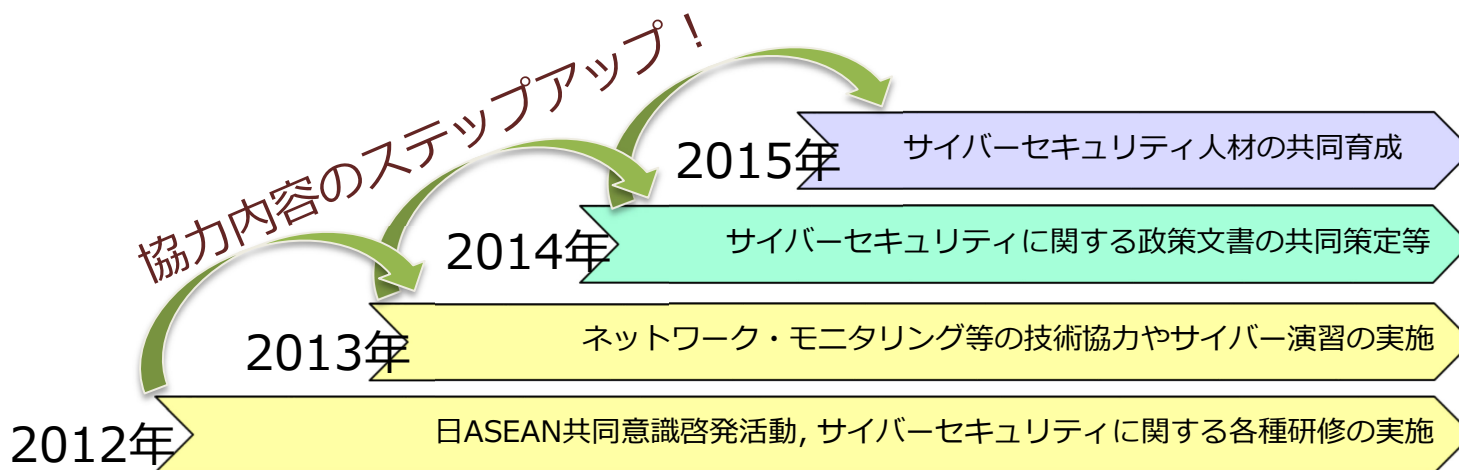 協力内容のステップアップ！
2015年
サイバーセキュリティ人材の共同育成
2014年
サイバーセキュリティに関する政策文書の共同策定等
2013年
ネットワーク・モニタリング等の技術協力やサイバー演習の実施
2012年
日ASEAN共同意識啓発活動, サイバーセキュリティに関する各種研修の実施